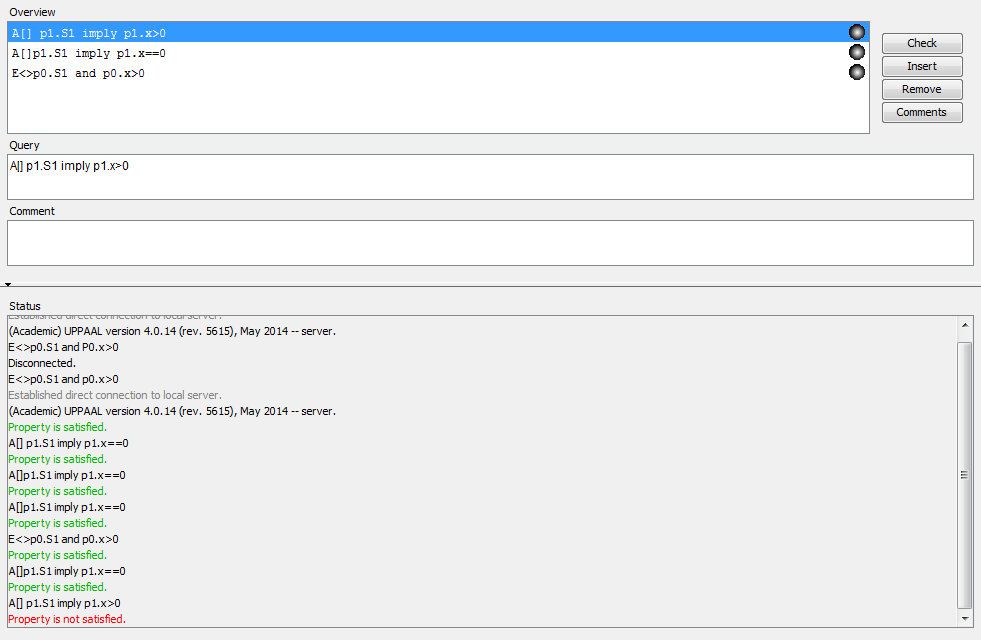 Overview
A[] p1.S1 imply p1.x>0
A[]p1.S1 imply p1.x==0
E<>p0.S1 and p0.x>0
Check
Insert
Remove
Comments
Query
A[] p1.S1 imply p1.x>0
Comment
Status
Established direct connection to local server.
(Academic) UPPAAL version 4.0.14 (rev. 5615), May 2014 -- server.
E<>p0.S1 and P0.x>0
Disconnected.
E<>p0.S1 and p0.x>0
Established direct connection to local server.
(Academic) UPPAAL version 4.0.14 (rev. 5615), May 2014 -- server.
Property is satisfied.
A[] p1.S1 imply p1.x==0
Property is satisfied.
A[]p1.S1 imply p1.x==0
Property is satisfied.
A[]p1.S1 imply p1.x==0
Property is satisfied.
E<>p0.S1 and p0.x>0
Property is satisfied.
A[]p1.S1 imply p1.x==0
Property is satisfied.
A[] p1.S1 imply p1.x>0
Property is not satisfied.